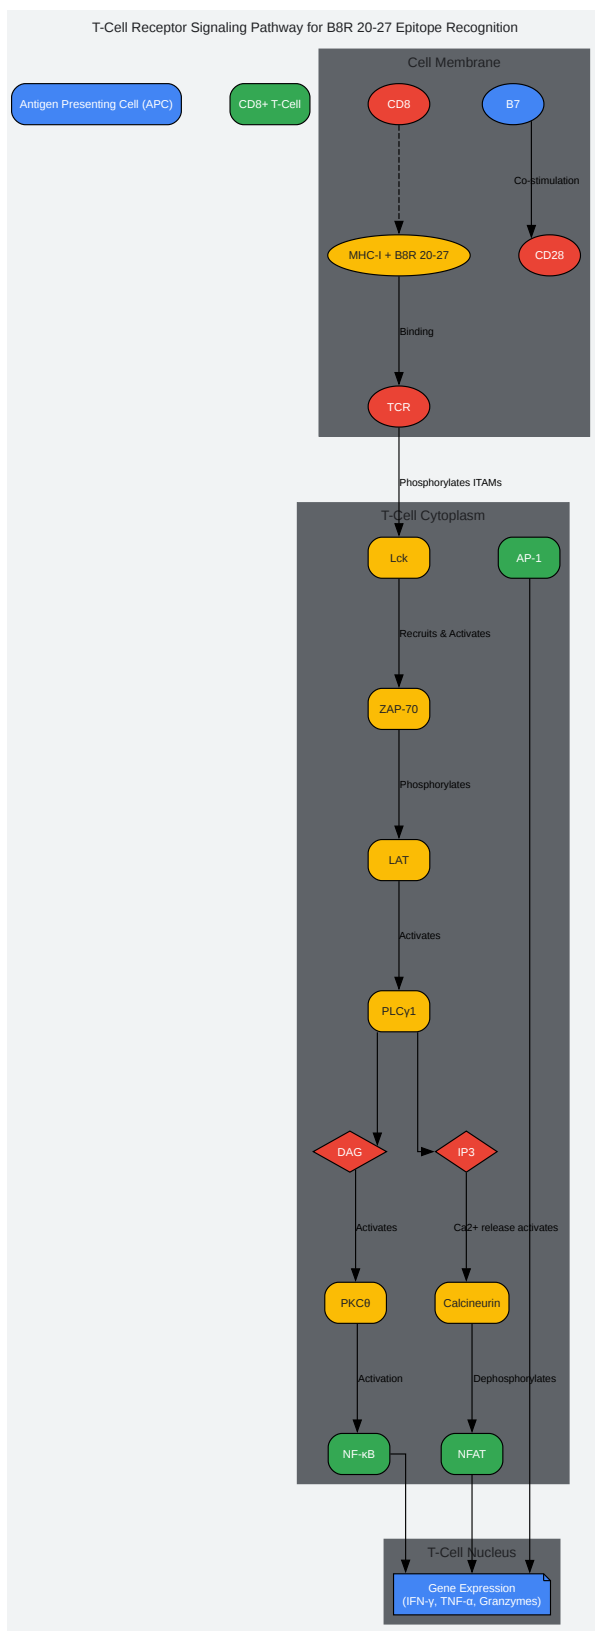 T-Cell Receptor Signaling Pathway for B8R 20-27 Epitope Recognition
Cell Membrane
Antigen Presenting Cell (APC)
CD8+ T-Cell
CD8
B7
Co-stimulation
MHC-I + B8R 20-27
CD28
Binding
TCR
Phosphorylates ITAMs
T-Cell Cytoplasm
Lck
AP-1
Recruits & Activates
ZAP-70
Phosphorylates
LAT
Activates
PLCγ1
DAG
IP3
Activates
Ca2+ release activates
PKCθ
Calcineurin
Activation
Dephosphorylates
NF-κB
NFAT
T-Cell Nucleus
Gene Expression
(IFN-γ, TNF-α, Granzymes)